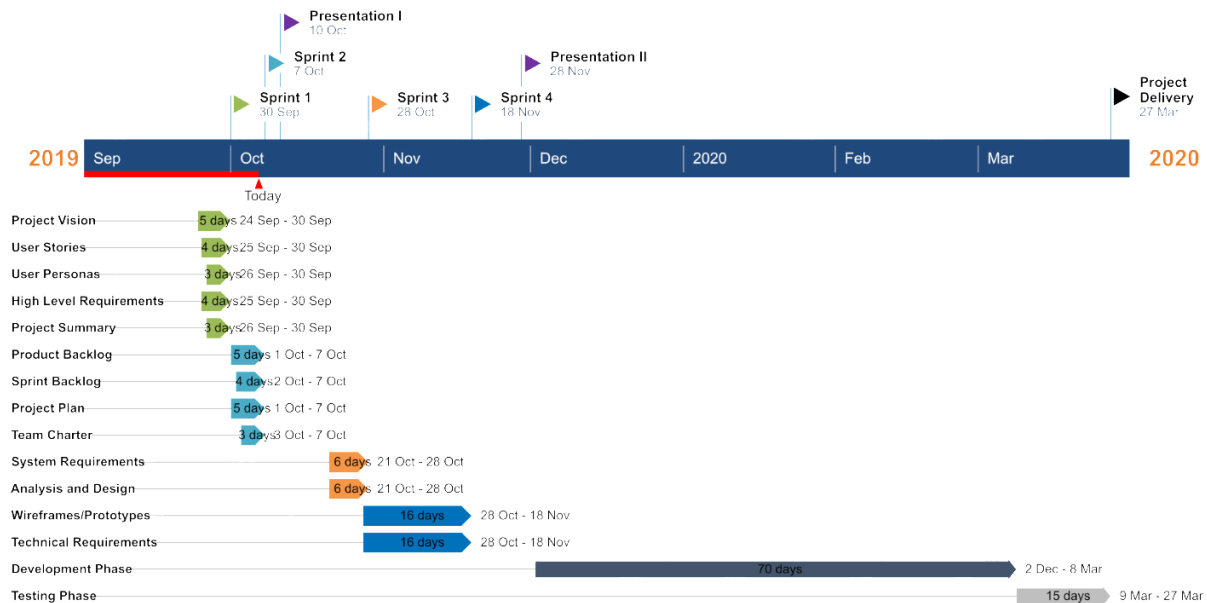 Presentation I
10 Oct
Sprint 2
7 Oct
Presentation II
28 Nov
Sprint 1
30 Sep
Sprint 3
28 Oct
Sprint 4
18 Nov
Project
Delivery
27 Mar
2019 Sep Oct Nov Dec 2020 Feb Mar 2020
Today
Project Vision 5 days 24 Sep - 30 Sep
User Stories 4 days 25 Sep - 30 Sep
User Personas 3 days 26 Sep - 30 Sep
High Level Requirements 4 days 25 Sep - 30 Sep
Project Summary 3 days 26 Sep - 30 Sep
Product Backlog 5 days 1 Oct - 7 Oct
Sprint Backlog 4 days 2 Oct - 7 Oct
Project Plan 5 days 1 Oct - 7 Oct
Team Charter 3 days 3 Oct - 7 Oct
System Requirements 6 days 21 Oct - 28 Oct
Analysis and Design 6 days 21 Oct - 28 Oct
Wireframes/Prototypes 16 days 28 Oct - 18 Nov
Technical Requirements 16 days 28 Oct - 18 Nov
Development Phase 70 days 2 Dec - 8 Mar
Testing Phase 15 days 9 Mar - 27 Mar